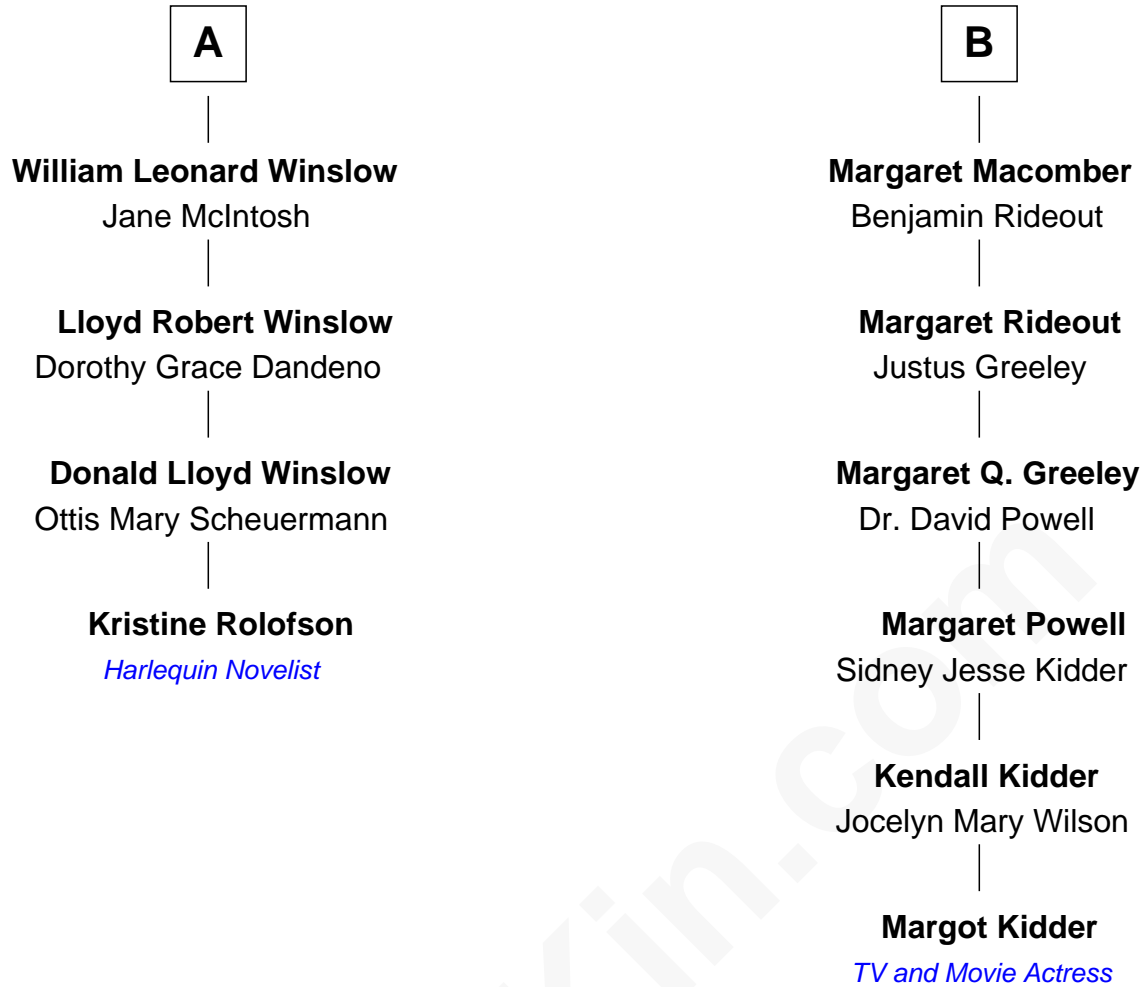 A
William Leonard Winslow
Jane McIntosh
Lloyd Robert Winslow
Dorothy Grace Dandeno
Donald Lloyd Winslow
Ottis Mary Scheuermann
Kristine Rolofson
Harlequin Novelist
B
Margaret Macomber
Benjamin Rideout
Margaret Rideout
Justus Greeley
Margaret Q. Greeley
Dr. David Powell
Margaret Powell
Sidney Jesse Kidder
Kendall Kidder
Jocelyn Mary Wilson
Margot Kidder
TV and Movie Actress
Kin.com